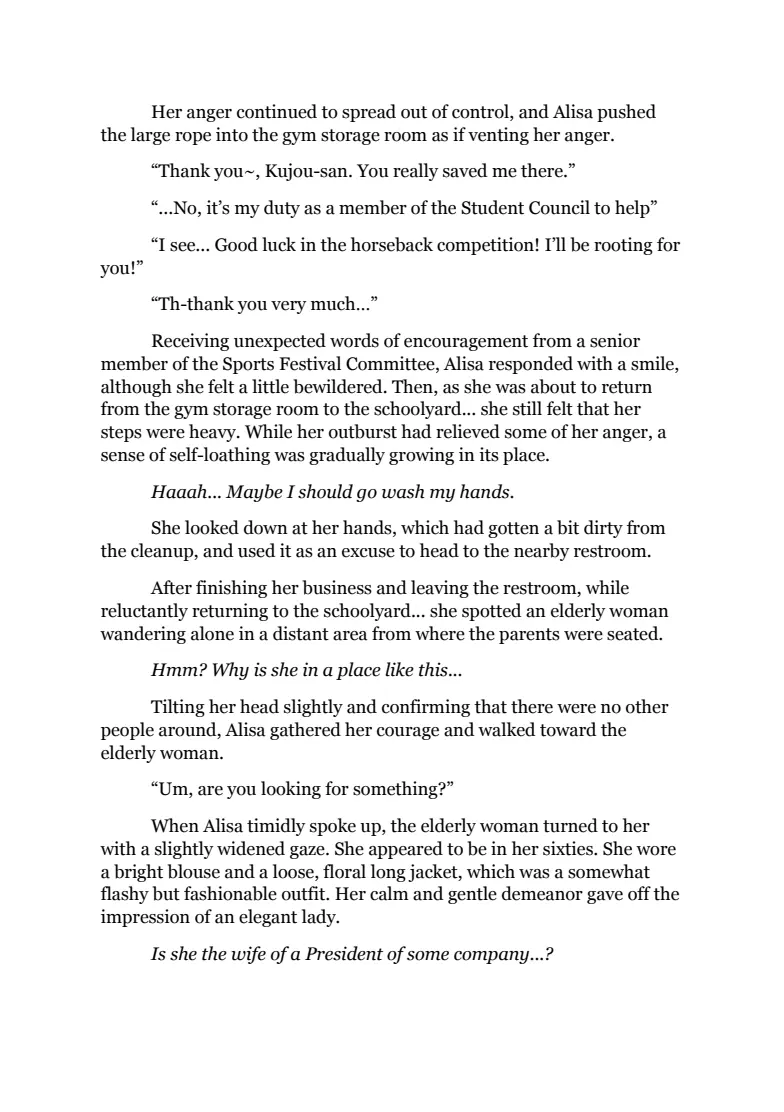 Her anger continued to spread out of control, and Alisa pushed
the large rope into the gym storage room as if venting her anger.
“Thank you~, Kujou-san. You really saved me there.”
“...No, it’s my duty as a member of the Student Council to help”
“I see... Good luck in the horseback competition! I’ll be rooting for
you!”
“Th-thank you very much...”
Receiving unexpected words of encouragement from a senior
member of the Sports Festival Committee, Alisa responded with a smile,
although she felt a little bewildered. Then, as she was about to return
from the gym storage room to the schoolyard... she still felt that her
steps were heavy. While her outburst had relieved some of her anger, a
sense of self-loathing was gradually growing in its place.
Haaah... Maybe I should go wash my hands.
She looked down at her hands, which had gotten a bit dirty from
the cleanup, and used it as an excuse to head to the nearby restroom.
After finishing her business and leaving the restroom, while
reluctantly returning to the schoolyard... she spotted an elderly woman
wandering alone in a distant area from where the parents were seated.
Hmm? Why is she in a place like this...
Tilting her head slightly and confirming that there were no other
people around, Alisa gathered her courage and walked toward the
elderly woman.
“Um, are you looking for something?”
When Alisa timidly spoke up, the elderly woman turned to her
with a slightly widened gaze. She appeared to be in her sixties. She wore
a bright blouse and a loose, floral long jacket, which was a somewhat
flashy but fashionable outfit. Her calm and gentle demeanor gave off the
impression of an elegant lady.
Is she the wife of a President of some company...?